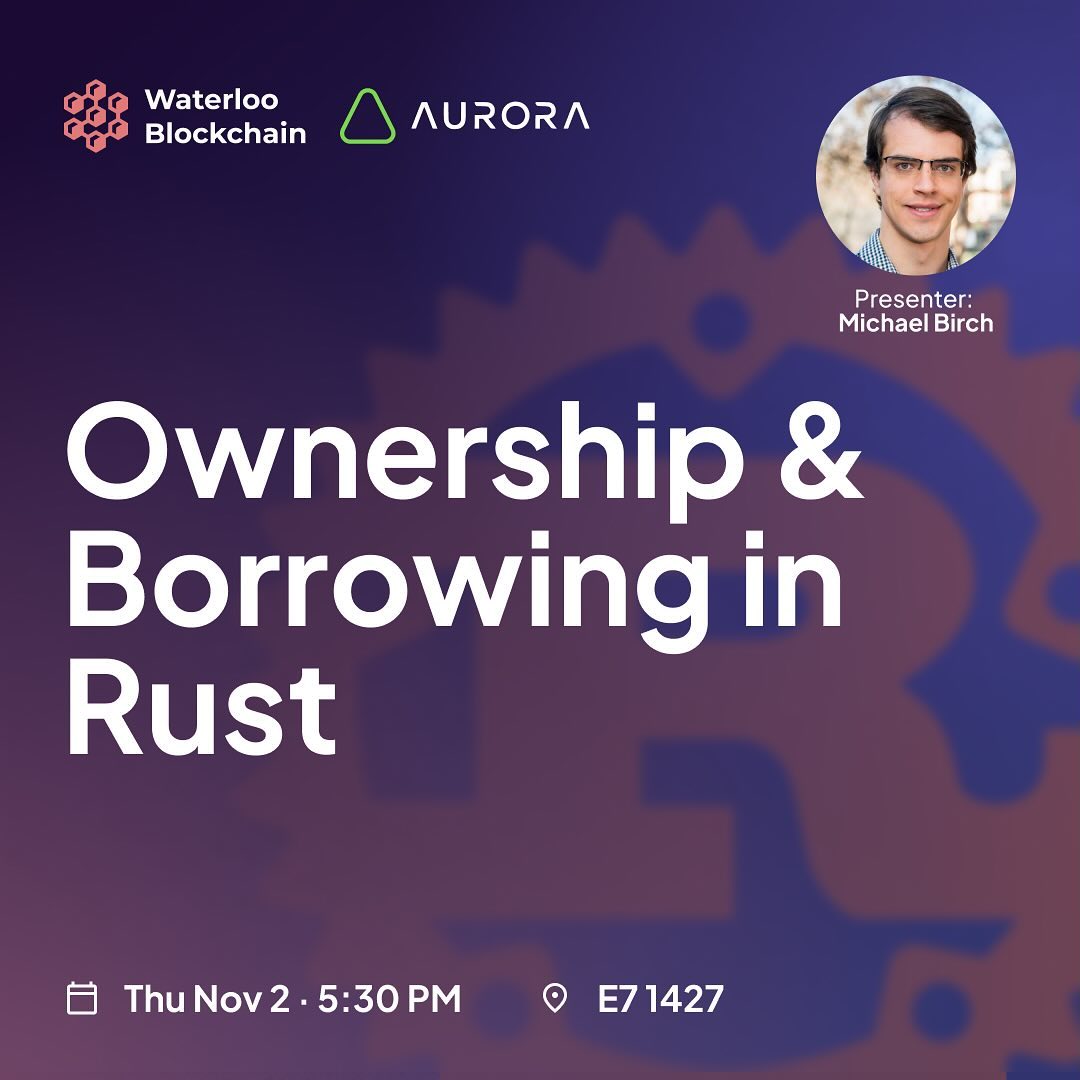 Waterloo
Blockchain
AURORA
Presenter:
Michael Birch
Ownership &
Borrowing in
Rust
Thu Nov 2 · 5:30 PM
E7 1427